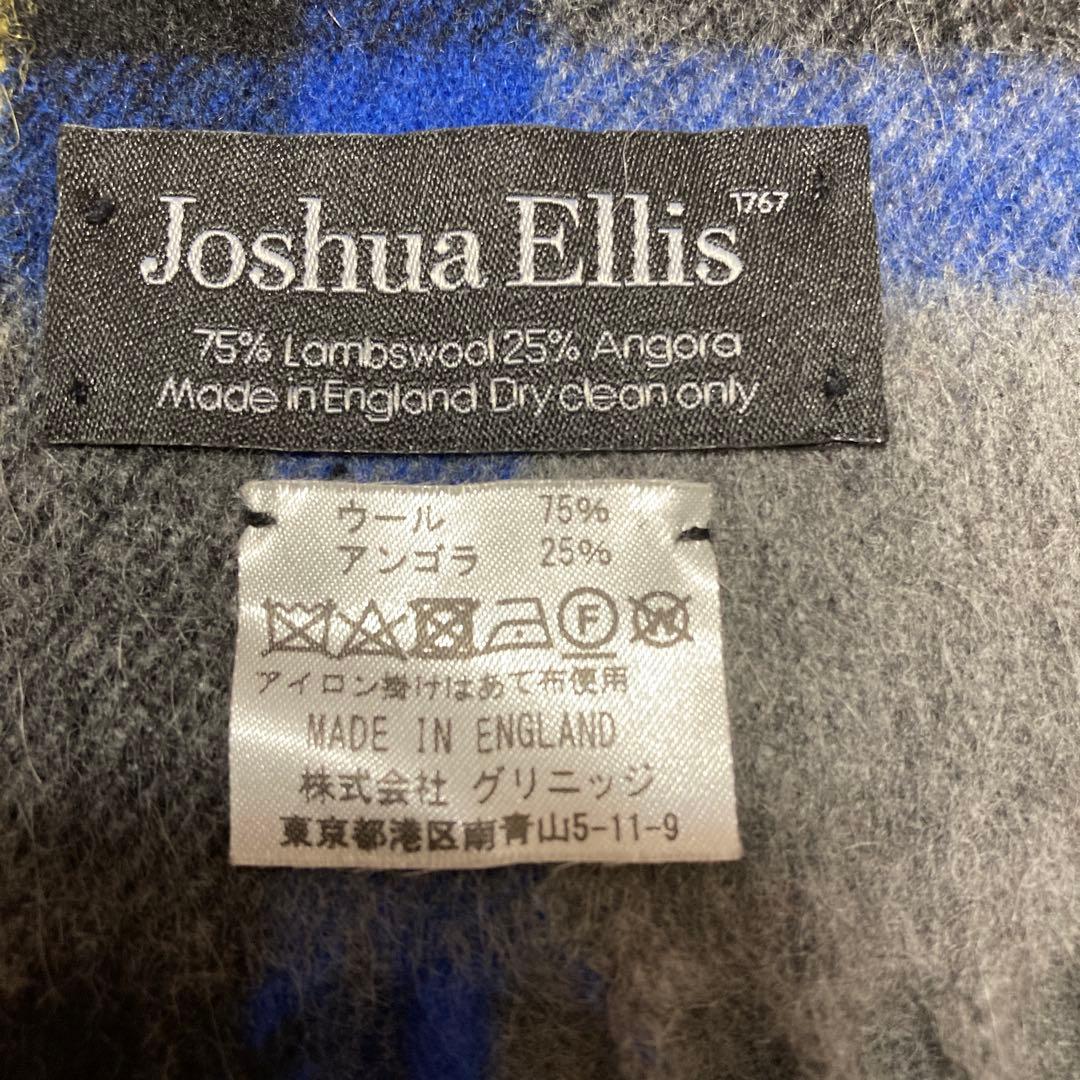 Joshua Ellis 1767
75% Lambswool 25% Angora
Made in England Dry clean only
ウール 75%
アンゴラ 25%
F W
アイロン掛けはあて布使用
MADE IN ENGLAND
株式会社 グリニッジ
東京都港区南青山5-11-9